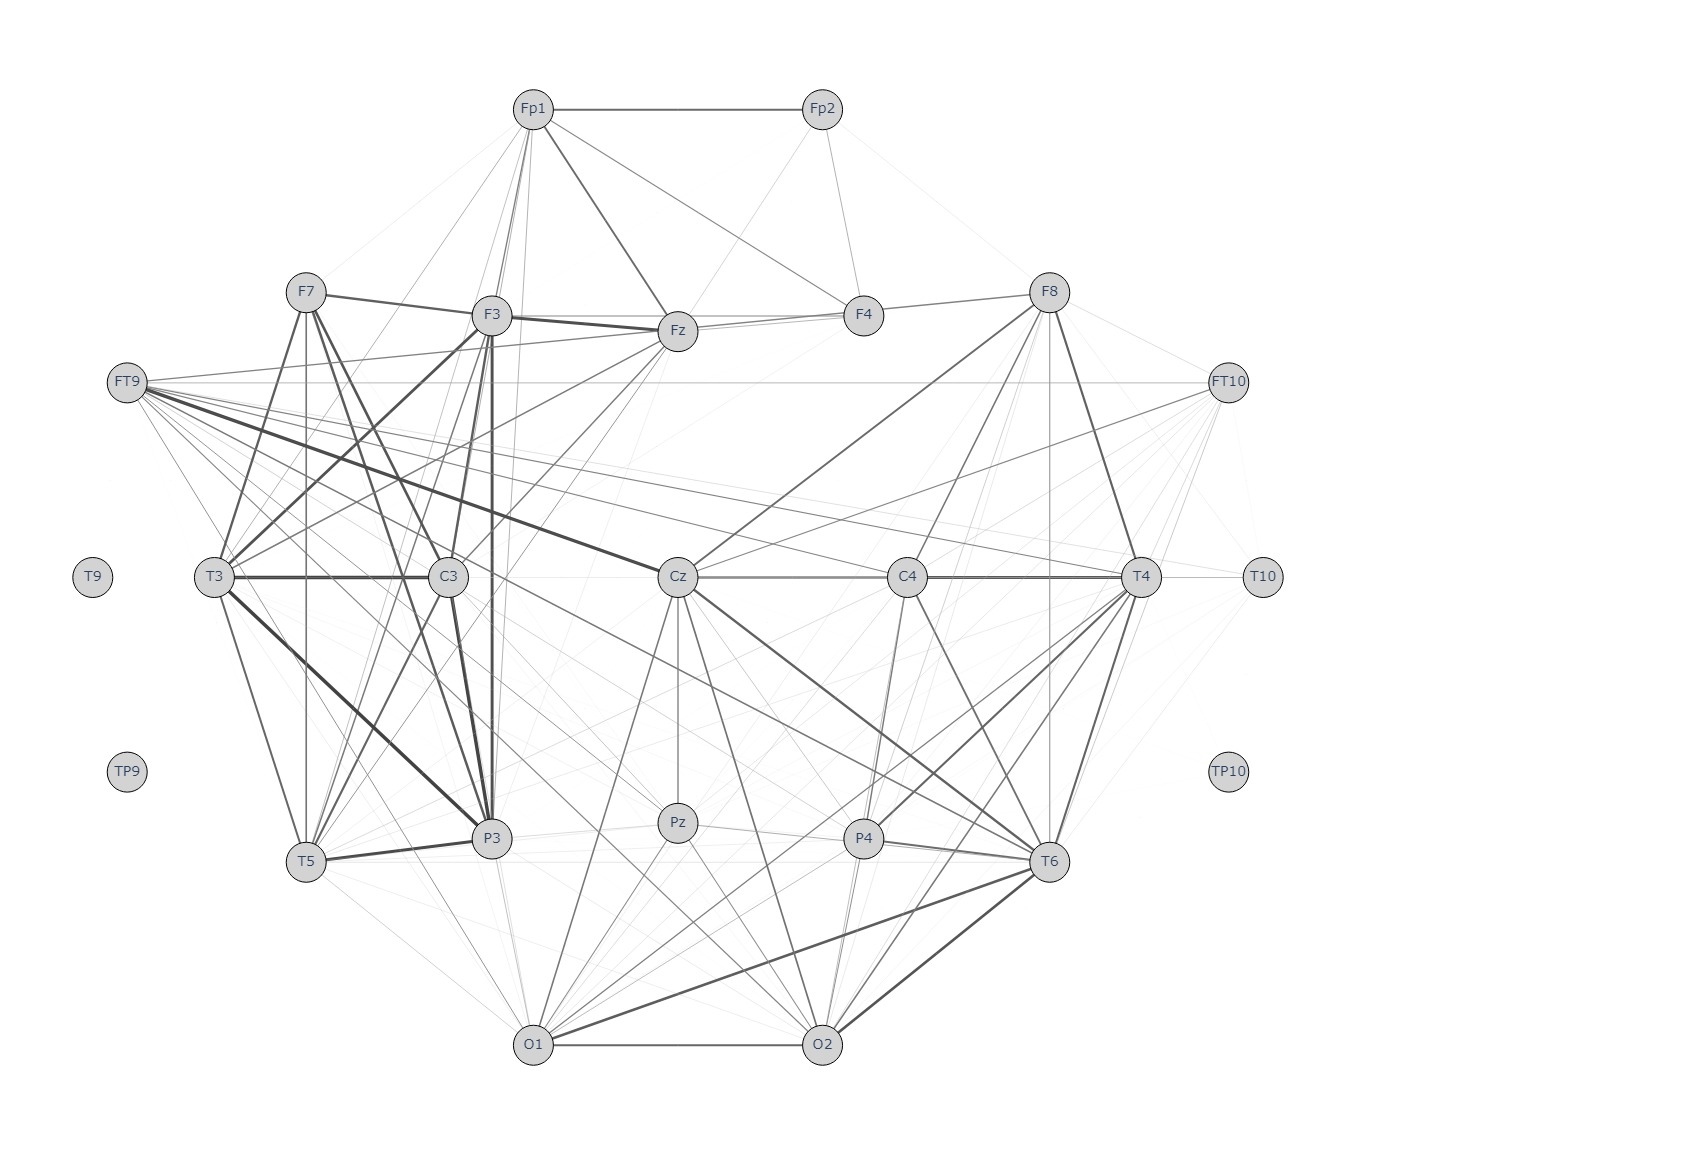 Fp1 Fp2
F7 F3 Fz F4 F8
FT9 FT10
T9 T3 C3 Cz C4 T4 T10
TP9 TP10
T5 P3 Pz P4 T6
O1 O2